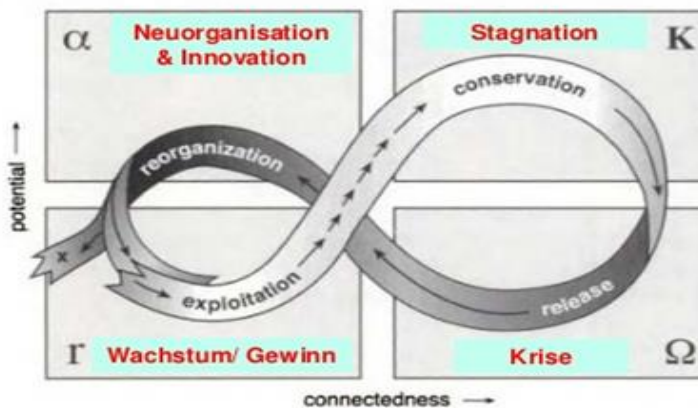 α
Neuorganisation
& Innovation
Stagnation
K
conservation
reorganization
potential
x
exploitation
release
r
Wachstum/ Gewinn
Krise
Ω
connectedness